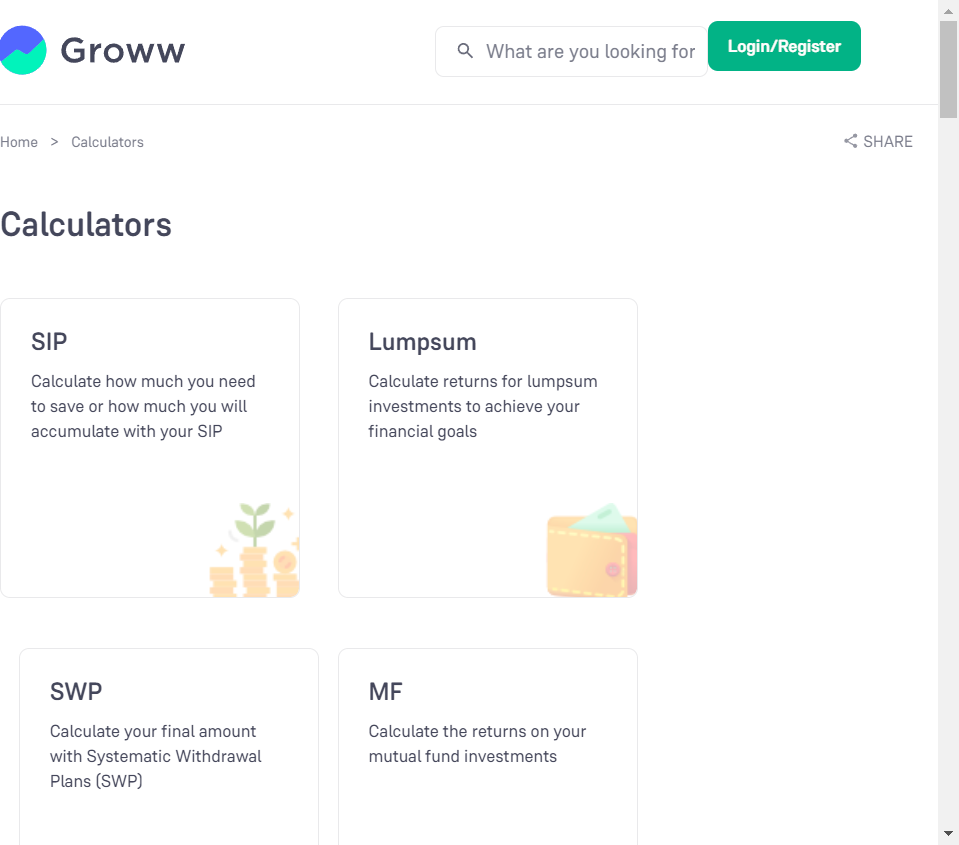 Groww
What are you looking for
Login/Register
Home > Calculators
SHARE
Calculators
SIP
Calculate how much you need
to save or how much you will
accumulate with your SIP
Lumpsum
Calculate returns for lumpsum
investments to achieve your
financial goals
SWP
Calculate your final amount
with Systematic Withdrawal
Plans (SWP)
MF
Calculate the returns on your
mutual fund investments